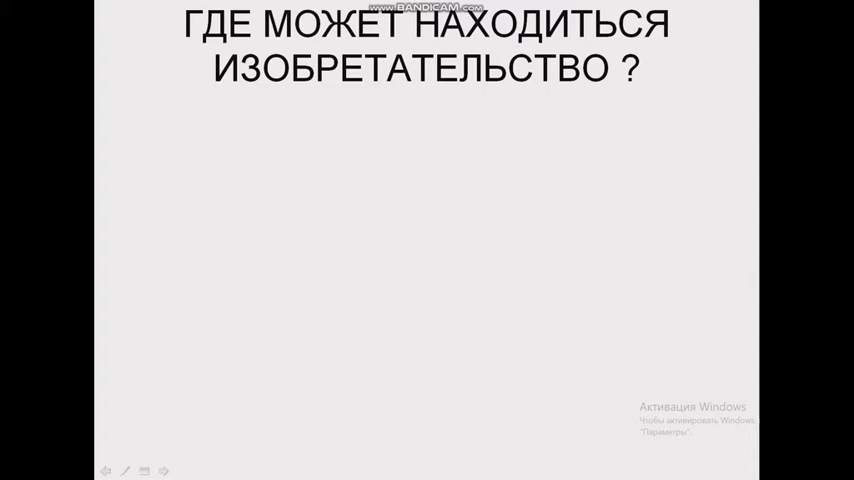 www.BANDICAM.com
ГДЕ МОЖЕТ НАХОДИТЬСЯ
ИЗОБРЕТАТЕЛЬСТВО ?
Активация Windows
Чтобы активировать Windows
"Параметры".